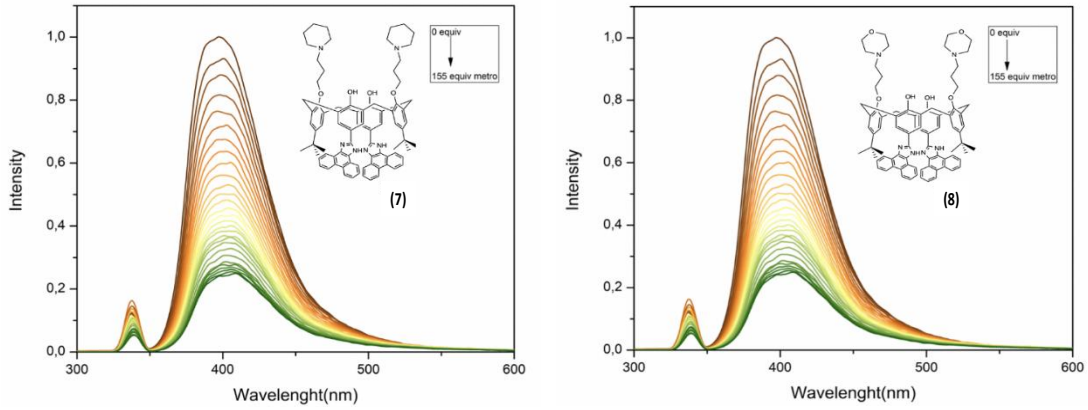 1,0
0,8
0,6
0,4
0,2
0,0
Intensity
300
400
500
600
Wavelenght(nm)
0 equiv
155 equiv metro
N
N
O
O
OH
OH
N
NH
N
NH
(7)
1,0
0,8
0,6
0,4
0,2
0,0
Intensity
300
400
500
600
Wavelenght(nm)
0 equiv
155 equiv metro
O
O
N
N
O
O
OH
OH
N
NH
N
NH
(8)